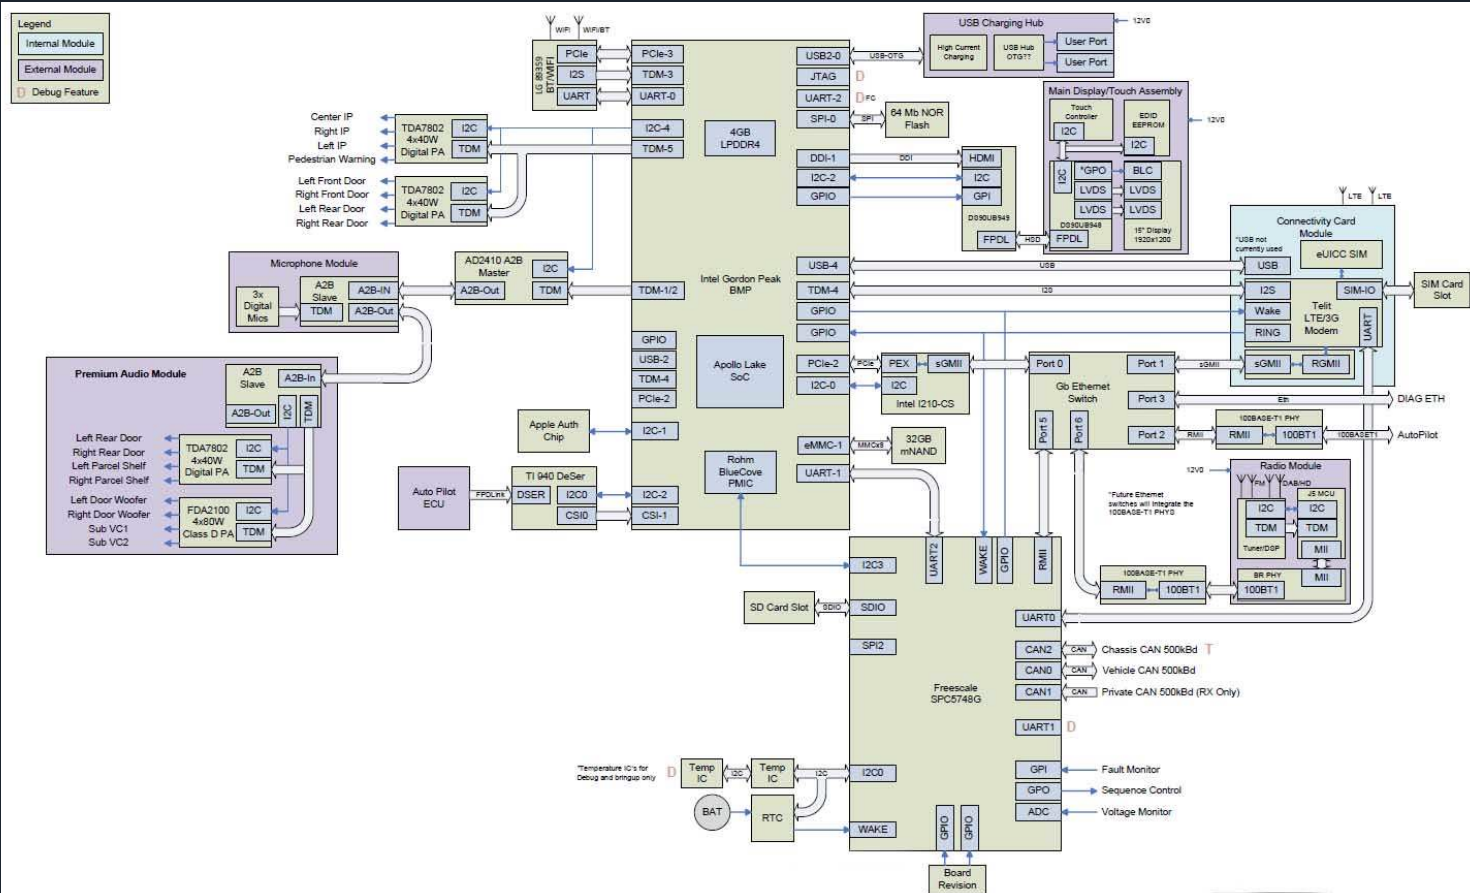 Legend
Internal Module
External Module
D Debug Feature
WiFi
WiFi/BT
LG 89359
BT/WIFI
PCIe
I2S
UART
PCIe-3
TDM-3
UART-0
I2C-4
TDM-5
4GB
LPDDR4
USB2-0
JTAG
D
UART-2
D
SPI-0
SPI
64 Mb NOR
Flash
USB-OTG
USB Charging Hub
12V0
High Current
Charging
USB Hub
OTG??
User Port
User Port
Main Display/Touch Assembly
12V0
Touch
Controller
I2C
EDID
EEPROM
I2C
I2C
*GPO
BLC
LVDS
LVDS
LVDS
LVDS
FPDL
15" Display
1920x1200
DDI-1
DDI
HDMI
I2C-2
I2C
GPIO
GPI
DS90UB949
FPDL
HSD
DS90UB948
Center IP
Right IP
Left IP
Pedestrian Warning
TDA7802
4x40W
Digital PA
I2C
TDM
Left Front Door
Right Front Door
Left Rear Door
Right Rear Door
TDA7802
4x40W
Digital PA
I2C
TDM
Microphone Module
3x
Digital
Mics
A2B
Slave
TDM
A2B-IN
A2B-Out
AD2410 A2B
Master
I2C
A2B-Out
TDM
TDM-1/2
Intel Gordon Peak
BMP
GPIO
USB-2
TDM-4
PCIe-2
Apollo Lake
SoC
USB-4
USB
TDM-4
I2S
GPIO
GPIO
PCIe-2
PCIe
I2C-0
PEX
sGMII
I2C
Intel I210-CS
LTE
LTE
Connectivity Card
Module
*USB not
currently used
USB
eUICC SIM
I2S
SIM-IO
SIM Card
Slot
Wake
RING
Telit
LTE/3G
Modem
UART
sGMII
RGMII
Port 0
Port 1
sGMII
Gb Ethernet
Switch
Port 3
Eth
DIAG ETH
Port 5
Port 6
Port 2
RMII
100BASE-T1 PHY
RMII
100BT1
100BASET1
AutoPilot
Premium Audio Module
A2B
Slave
A2B-In
A2B-Out
I2C
TDM
Left Rear Door
Right Rear Door
Left Parcel Shelf
Right Parcel Shelf
TDA7802
4x40W
Digital PA
I2C
TDM
Left Door Woofer
Right Door Woofer
Sub VC1
Sub VC2
FDA2100
4x80W
Class D PA
I2C
TDM
Apple Auth
Chip
I2C-1
Auto Pilot
ECU
FPDLink
TI 940 DeSer
DSER
I2C0
CSI0
I2C-2
CSI-1
Rohm
BlueCove
PMIC
eMMC-1
MMCx8
32GB
mNAND
UART-1
*Future Ethernet
switches will integrate the
100BASE-T1 PHYS
12V0
Radio Module
FM
DAB/HD
J5 MCU
I2C
I2C
TDM
TDM
Tuner/DSP
MII
BR PHY
MII
100BT1
100BASE-T1 PHY
RMII
100BT1
UART2
WAKE
GPIO
RMII
I2C3
SD Card Slot
SDIO
SDIO
SPI2
Freescale
SPC5748G
UART0
CAN2
CAN
Chassis CAN 500kBd
T
CAN0
CAN
Vehicle CAN 500kBd
CAN1
CAN
Private CAN 500kBd (RX Only)
UART1
D
*Temperature IC's for
Debug and bringup only
D
Temp
IC
I2C
Temp
IC
I2C
I2C0
BAT
RTC
WAKE
GPI
Fault Monitor
GPO
Sequence Control
ADC
Voltage Monitor
GPIO
GPIO
Board
Revision